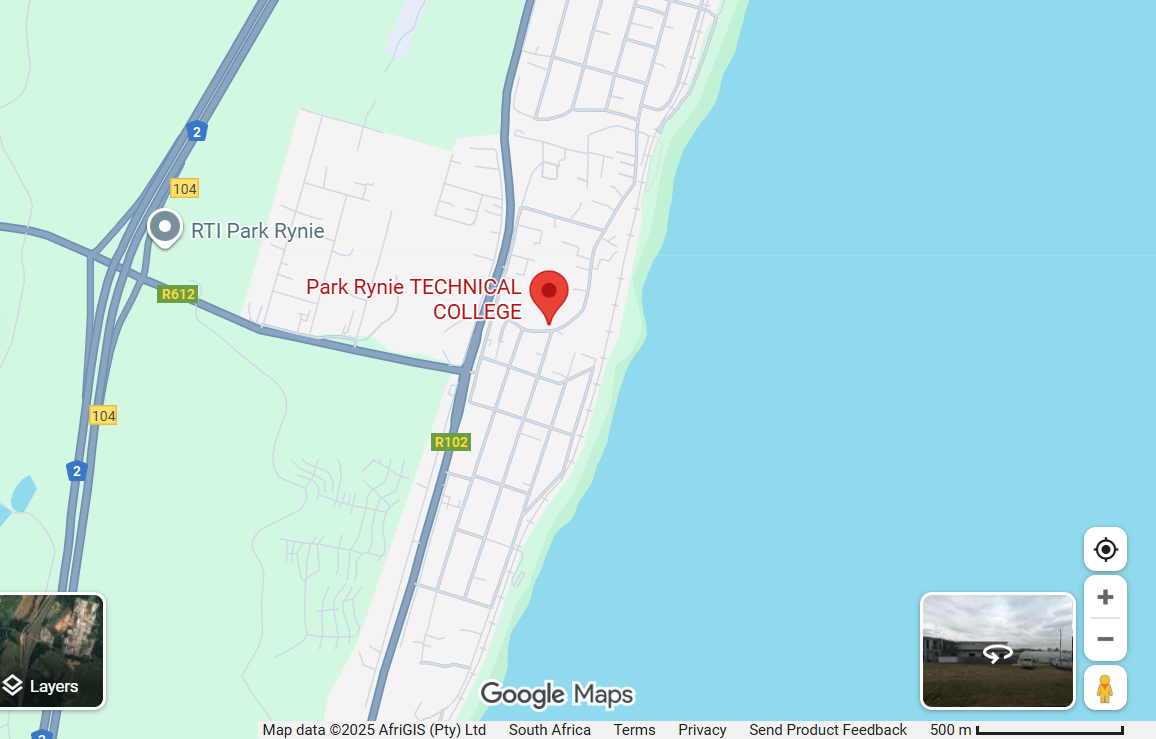 2
104
RTI Park Rynie
Park Rynie TECHNICAL
COLLEGE
R612
104
R102
2
Layers
Google Maps
2
Map data ©2025 AfriGIS (Pty) Ltd South Africa Terms Privacy Send Product Feedback 500 m